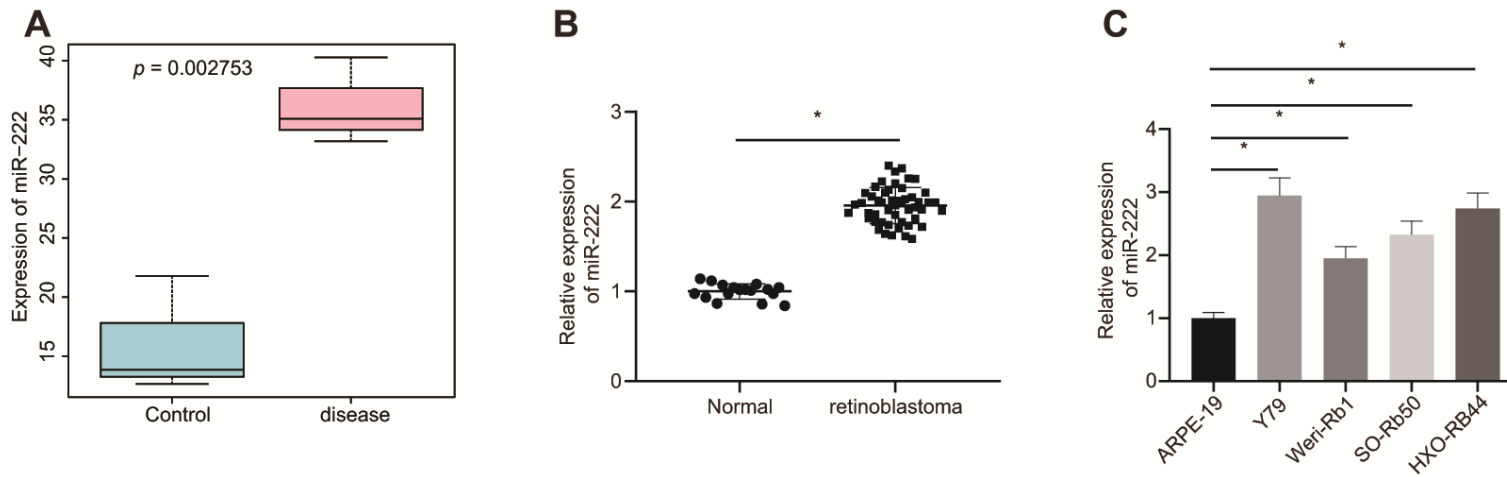 A
Expression of miR−222
40
35
30
25
20
15
p = 0.002753
Control
disease
B
Relative expression
of miR-222
3
2
1
0
*
Normal
retinoblastoma
C
Relative expression
of miR-222
4
3
2
1
0
*
*
*
*
ARPE-19
Y79
Weri-Rb1
SO-Rb50
HXO-RB44